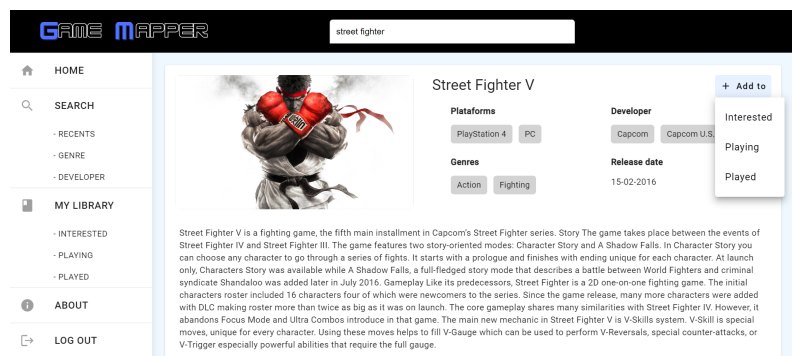 GAME MAPPER
street fighter
HOME
SEARCH
- RECENTS
- GENRE
- DEVELOPER
MY LIBRARY
- INTERESTED
- PLAYING
- PLAYED
ABOUT
LOG OUT
Street Fighter V
+ Add to
Interested
Playing
Played
Plataforms
PlayStation 4 PC
Developer
Capcom Capcom U.S.
Genres
Action Fighting
Release date
15-02-2016
Street Fighter V is a fighting game, the fifth main installment in Capcom's Street Fighter series. Story The game takes place between the events of
Street Fighter IV and Street Fighter III. The game features two story-oriented modes: Character Story and A Shadow Falls. In Character Story you
can choose any character to go through a series of fights. It starts with a prologue and finishes with ending unique for each character. At launch
only, Characters Story was available while A Shadow Falls, a full-fledged story mode that describes a battle between World Fighters and criminal
syndicate Shandaloo was added later in July 2016. Gameplay Like its predecessors, Street Fighter is a 2D one-on-one fighting game. The initial
characters roster included 16 characters four of which were newcomers to the series. Since the game release, many more characters were added
with DLC making roster more than twice as big as it was on launch. The core gameplay shares many similarities with Street Fighter IV. However, it
abandons Focus Mode and Ultra Combos introduce in that game. The main new mechanic in Street Fighter V is V-Skills system. V-Skill is special
moves, unique for every character. Using these moves helps to fill V-Gauge which can be used to perform V-Reversals, special counter-attacks, or
V-Trigger especially powerful abilities that require the full gauge.